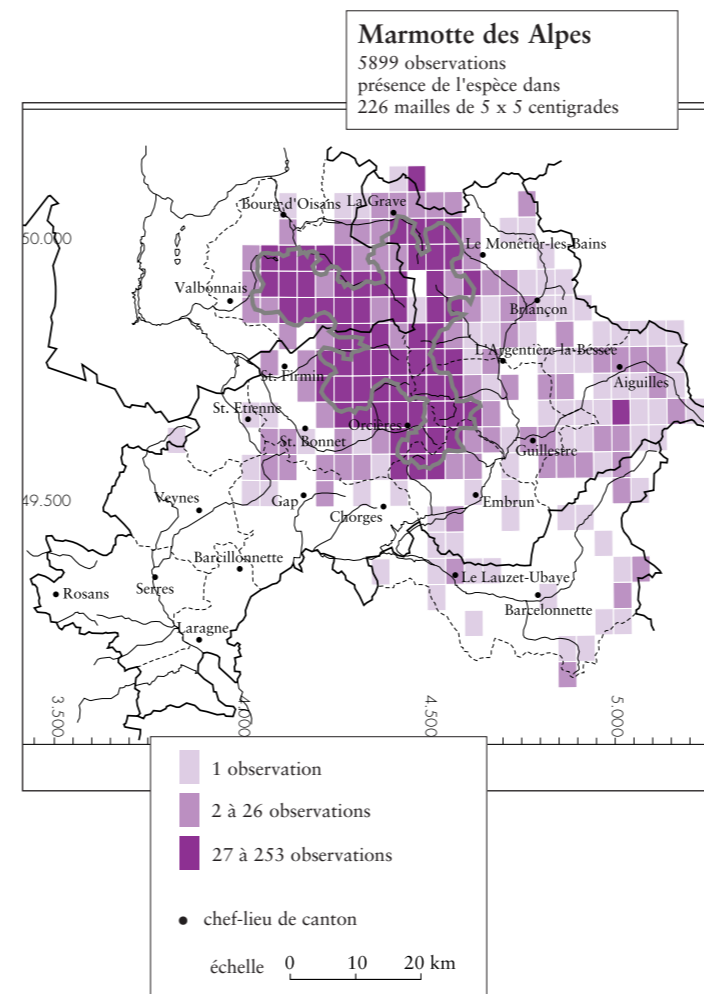 Marmotte des Alpes
5899 observations
présence de l'espèce dans
226 mailles de 5 x 5 centigrades
Bourg d'Oisans
La Grave
50.000
Le Monêtier-les-Bains
Valbonnais
Briançon
L'Argentière-la-Béssée
St. Firmin
Aiguilles
St. Etienne
Orcières
St. Bonnet
Guillestre
49.500
Veynes
Gap
Embrun
Chorges
Barcillonnette
Le Lauzet-Ubaye
Rosans
Serres
Barcelonnette
Laragne
3.500
4.000
4.500
5.000
1 observation
2 à 26 observations
27 à 253 observations
chef-lieu de canton
échelle 0 10 20 km